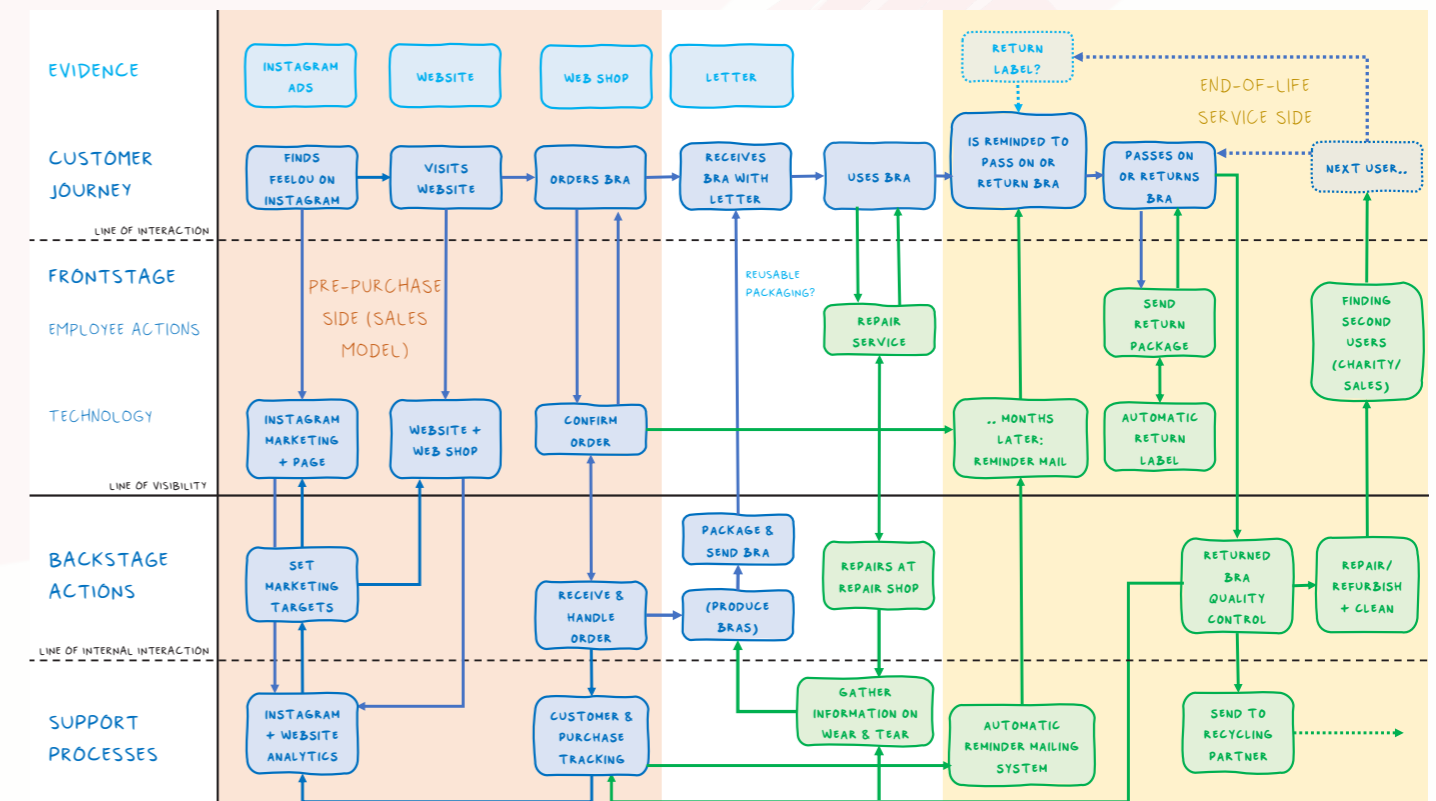 EVIDENCE
INSTAGRAM
ADS
WEBSITE
WEB SHOP
LETTER
RETURN
LABEL?
END-OF-LIFE
SERVICE SIDE
CUSTOMER
JOURNEY
FINDS
FEELOU ON
INSTAGRAM
VISITS
WEBSITE
ORDERS BRA
RECEIVES
BRA WITH
LETTER
USES BRA
IS REMINDED TO
PASS ON OR
RETURN BRA
PASSES ON
OR RETURNS
BRA
NEXT USER..
LINE OF INTERACTION
FRONTSTAGE
EMPLOYEE ACTIONS
PRE-PURCHASE
SIDE (SALES
MODEL)
REUSABLE
PACKAGING?
REPAIR
SERVICE
SEND
RETURN
PACKAGE
FINDING
SECOND
USERS
(CHARITY/
SALES)
TECHNOLOGY
INSTAGRAM
MARKETING
+ PAGE
WEBSITE +
WEB SHOP
CONFIRM
ORDER
.. MONTHS
LATER:
REMINDER MAIL
AUTOMATIC
RETURN
LABEL
LINE OF VISIBILITY
BACKSTAGE
ACTIONS
SET
MARKETING
TARGETS
RECEIVE &
HANDLE
ORDER
PACKAGE &
SEND BRA
(PRODUCE
BRAS)
REPAIRS AT
REPAIR SHOP
RETURNED
BRA
QUALITY
CONTROL
REPAIR/
REFURBISH
+ CLEAN
LINE OF INTERNAL INTERACTION
SUPPORT
PROCESSES
INSTAGRAM
+ WEBSITE
ANALYTICS
CUSTOMER &
PURCHASE
TRACKING
GATHER
INFORMATION ON
WEAR & TEAR
AUTOMATIC
REMINDER MAILING
SYSTEM
SEND TO
RECYCLING
PARTNER